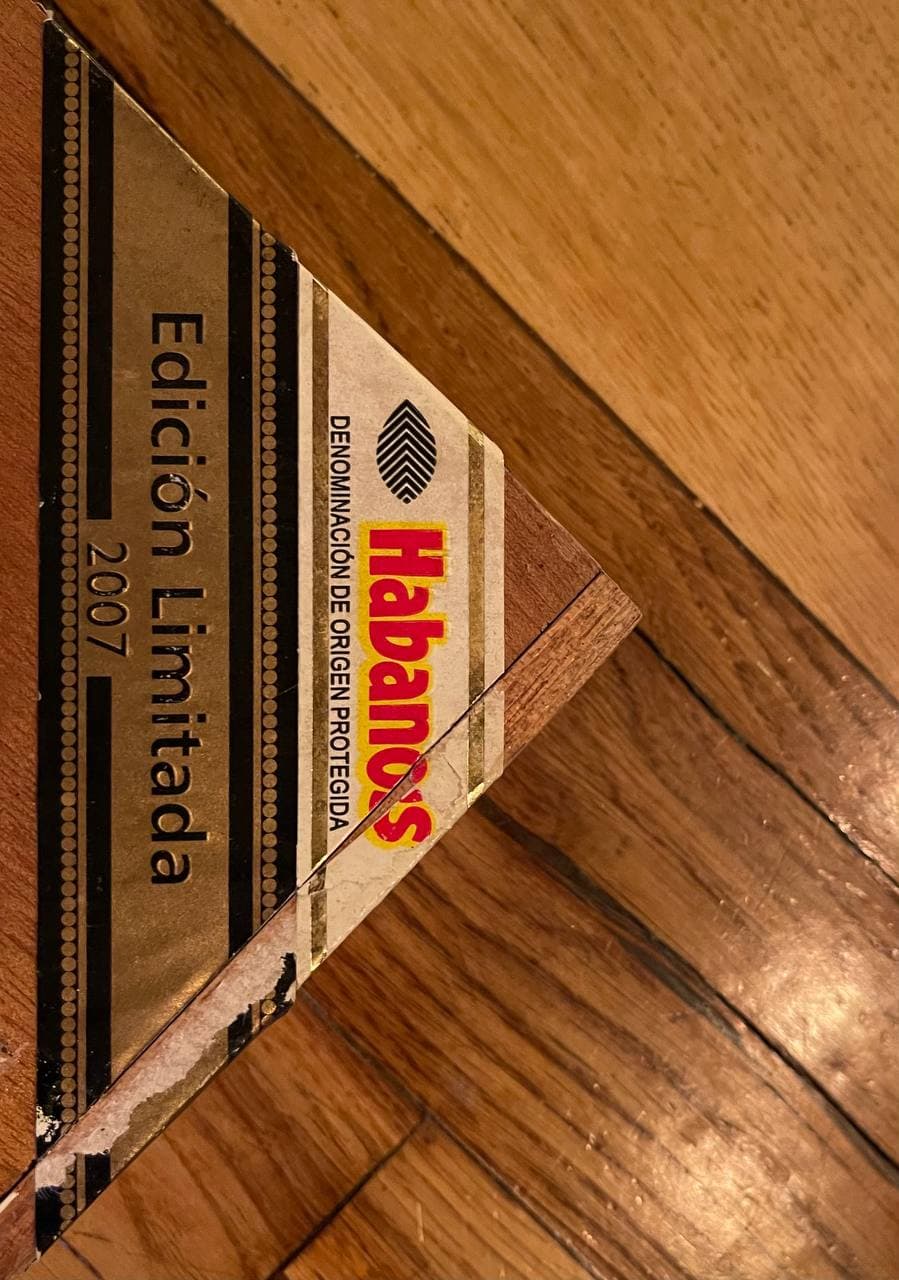 Habanos
DENOMINACIÓN DE ORIGEN PROTEGIDA
Edición Limitada
2007